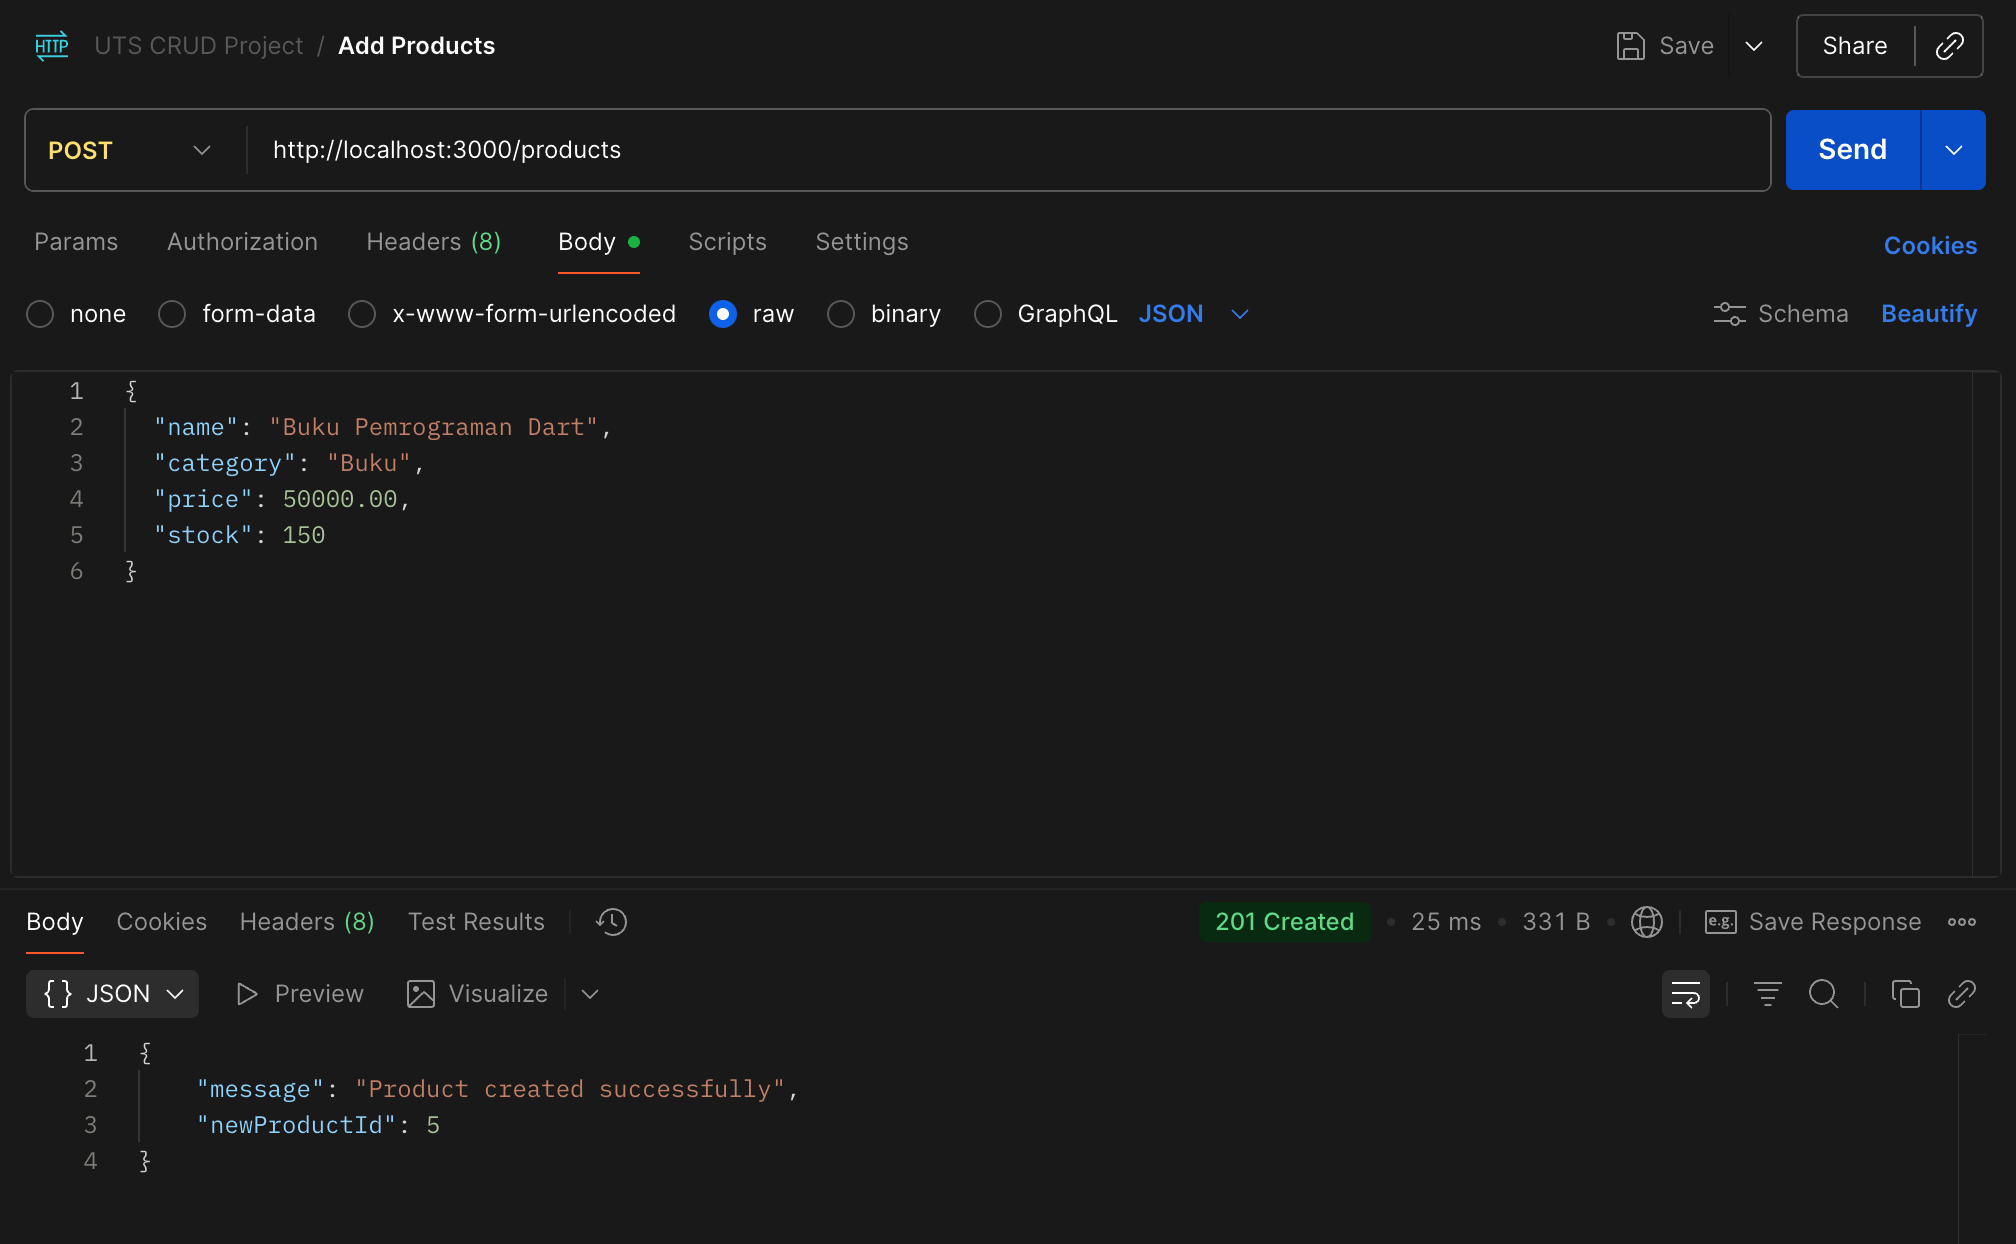 HTTP UTS CRUD Project / Add Products Save Share
POST http://localhost:3000/products Send
Params Authorization Headers (8) Body Scripts Settings Cookies
none form-data x-www-form-urlencoded raw binary GraphQL JSON Schema Beautify
1 {
2 "name": "Buku Pemrograman Dart",
3 "category": "Buku",
4 "price": 50000.00,
5 "stock": 150
6 }
Body Cookies Headers (8) Test Results 201 Created • 25 ms • 331 B • e.g. Save Response
{} JSON Preview Visualize
1 {
2 "message": "Product created successfully",
3 "newProductId": 5
4 }